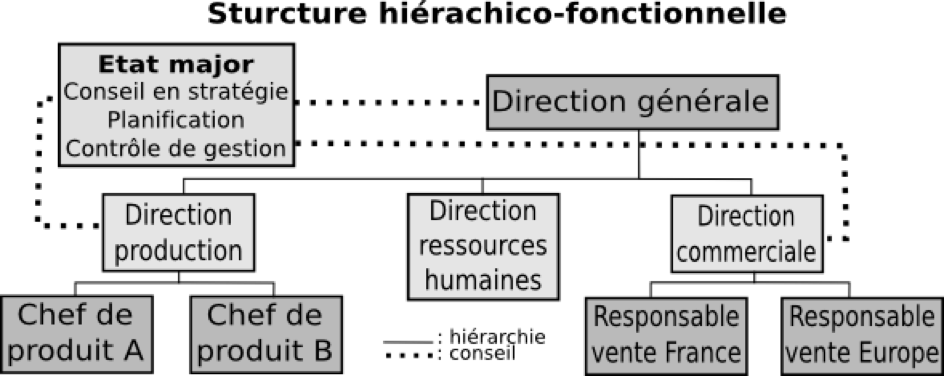 Sturcture hiérachico-fonctionnelle
Etat major
Conseil en stratégie
Planification
Contrôle de gestion
Direction générale
Direction
production
Direction
ressources
humaines
Direction
commerciale
Chef de
produit A
Chef de
produit B
: hiérarchie
: conseil
Responsable
vente France
Responsable
vente Europe